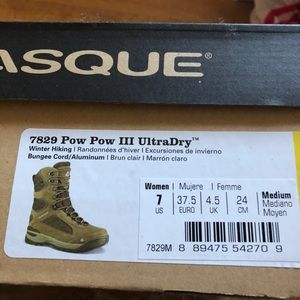 ASQUE®
7829 Pow Pow III UltraDry™
Winter Hiking | Randonnées d'hiver | Excursiones de invierno
Bungee Cord/Aluminum | Brun clair | Marrón claro
Women | Mujere | Femme
Medium
Mediano
Moyen
7 37.5 4.5 24
US EURO UK CM
7829M
8 89475 54270 9